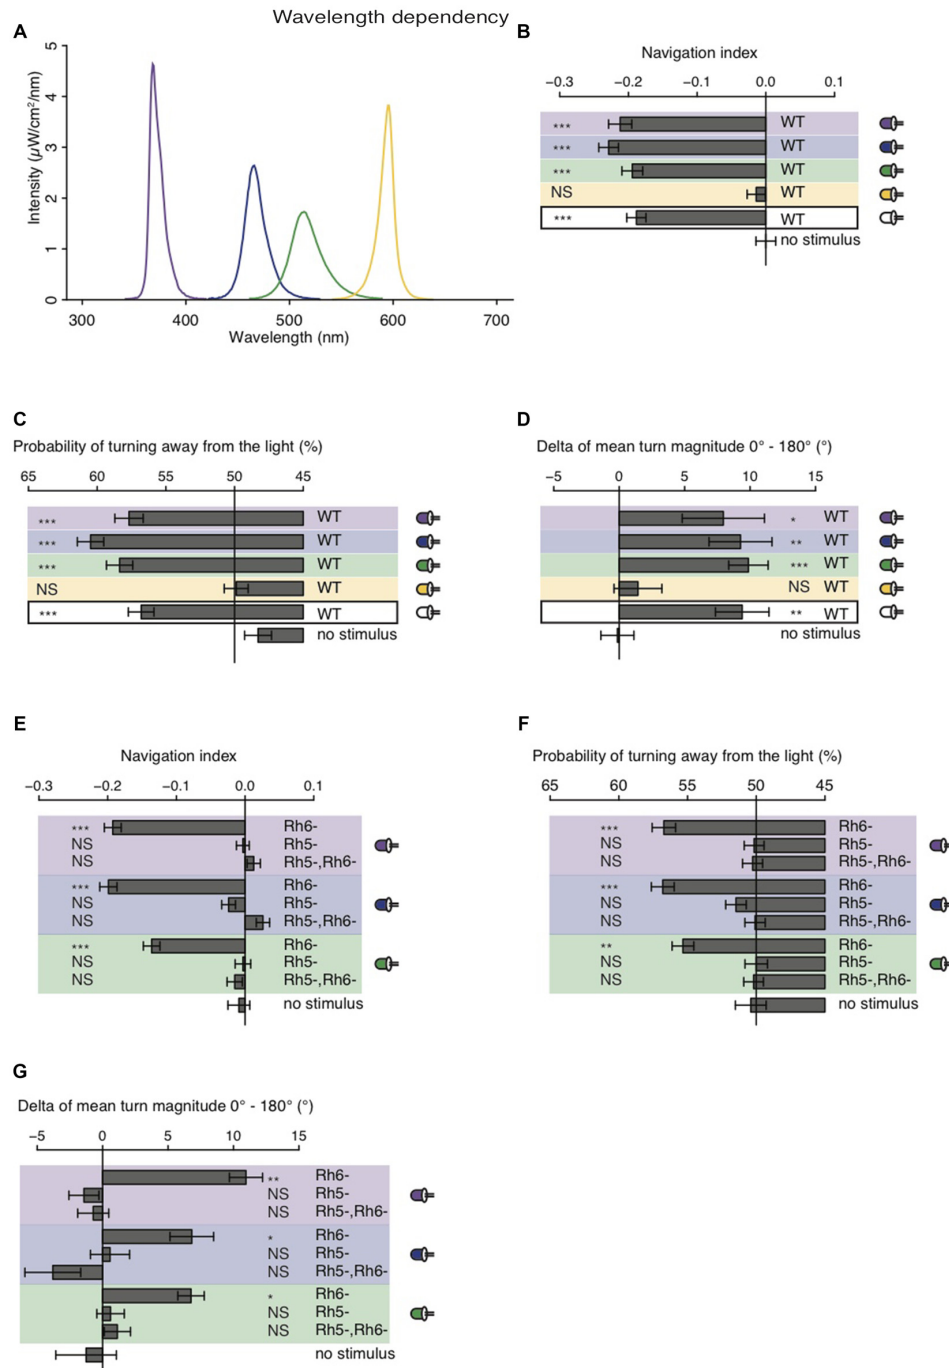 Wavelength dependency
A
Intensity (µW/cm²/nm)
5
4
3
2
1
0
300 400 500 600 700
Wavelength (nm)
B
Navigation index
−0.3 −0.2 −0.1 0.0 0.1
*** WT
*** WT
*** WT
NS WT
*** WT
no stimulus
C
Probability of turning away from the light (%)
65 60 55 50 45
*** WT
*** WT
*** WT
NS WT
*** WT
no stimulus
D
Delta of mean turn magnitude 0° - 180° (°)
−5 0 5 10 15
* WT
** WT
*** WT
NS WT
** WT
no stimulus
E
Navigation index
−0.3 −0.2 −0.1 0.0 0.1
*** Rh6-
NS Rh5-
NS Rh5-,Rh6-
*** Rh6-
NS Rh5-
NS Rh5-,Rh6-
*** Rh6-
NS Rh5-
NS Rh5-,Rh6-
no stimulus
F
Probability of turning away from the light (%)
65 60 55 50 45
*** Rh6-
NS Rh5-
NS Rh5-,Rh6-
*** Rh6-
NS Rh5-
NS Rh5-,Rh6-
** Rh6-
NS Rh5-
NS Rh5-,Rh6-
no stimulus
G
Delta of mean turn magnitude 0° - 180° (°)
−5 0 5 10 15
** Rh6-
NS Rh5-
NS Rh5-,Rh6-
* Rh6-
NS Rh5-
NS Rh5-,Rh6-
* Rh6-
NS Rh5-
NS Rh5-,Rh6-
no stimulus